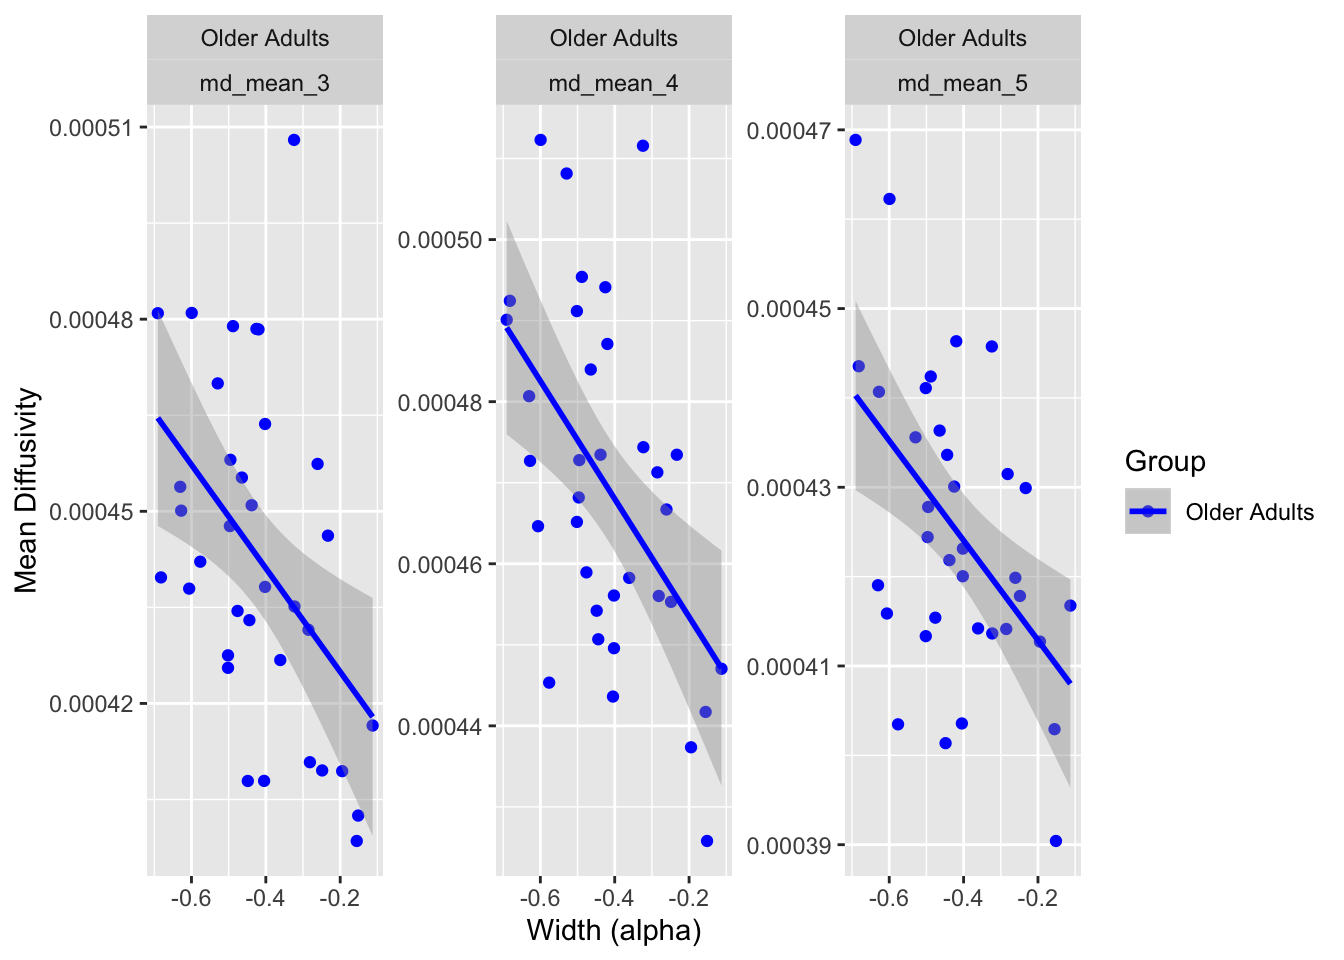 Older Adults
md_mean_3
Older Adults
md_mean_4
Older Adults
md_mean_5
Mean Diffusivity
0.00051
0.00048
0.00045
0.00042
0.00050
0.00048
0.00046
0.00044
0.00047
0.00045
0.00043
0.00041
0.00039
-0.6 -0.4 -0.2
-0.6 -0.4 -0.2
-0.6 -0.4 -0.2
Width (alpha)
Group
Older Adults